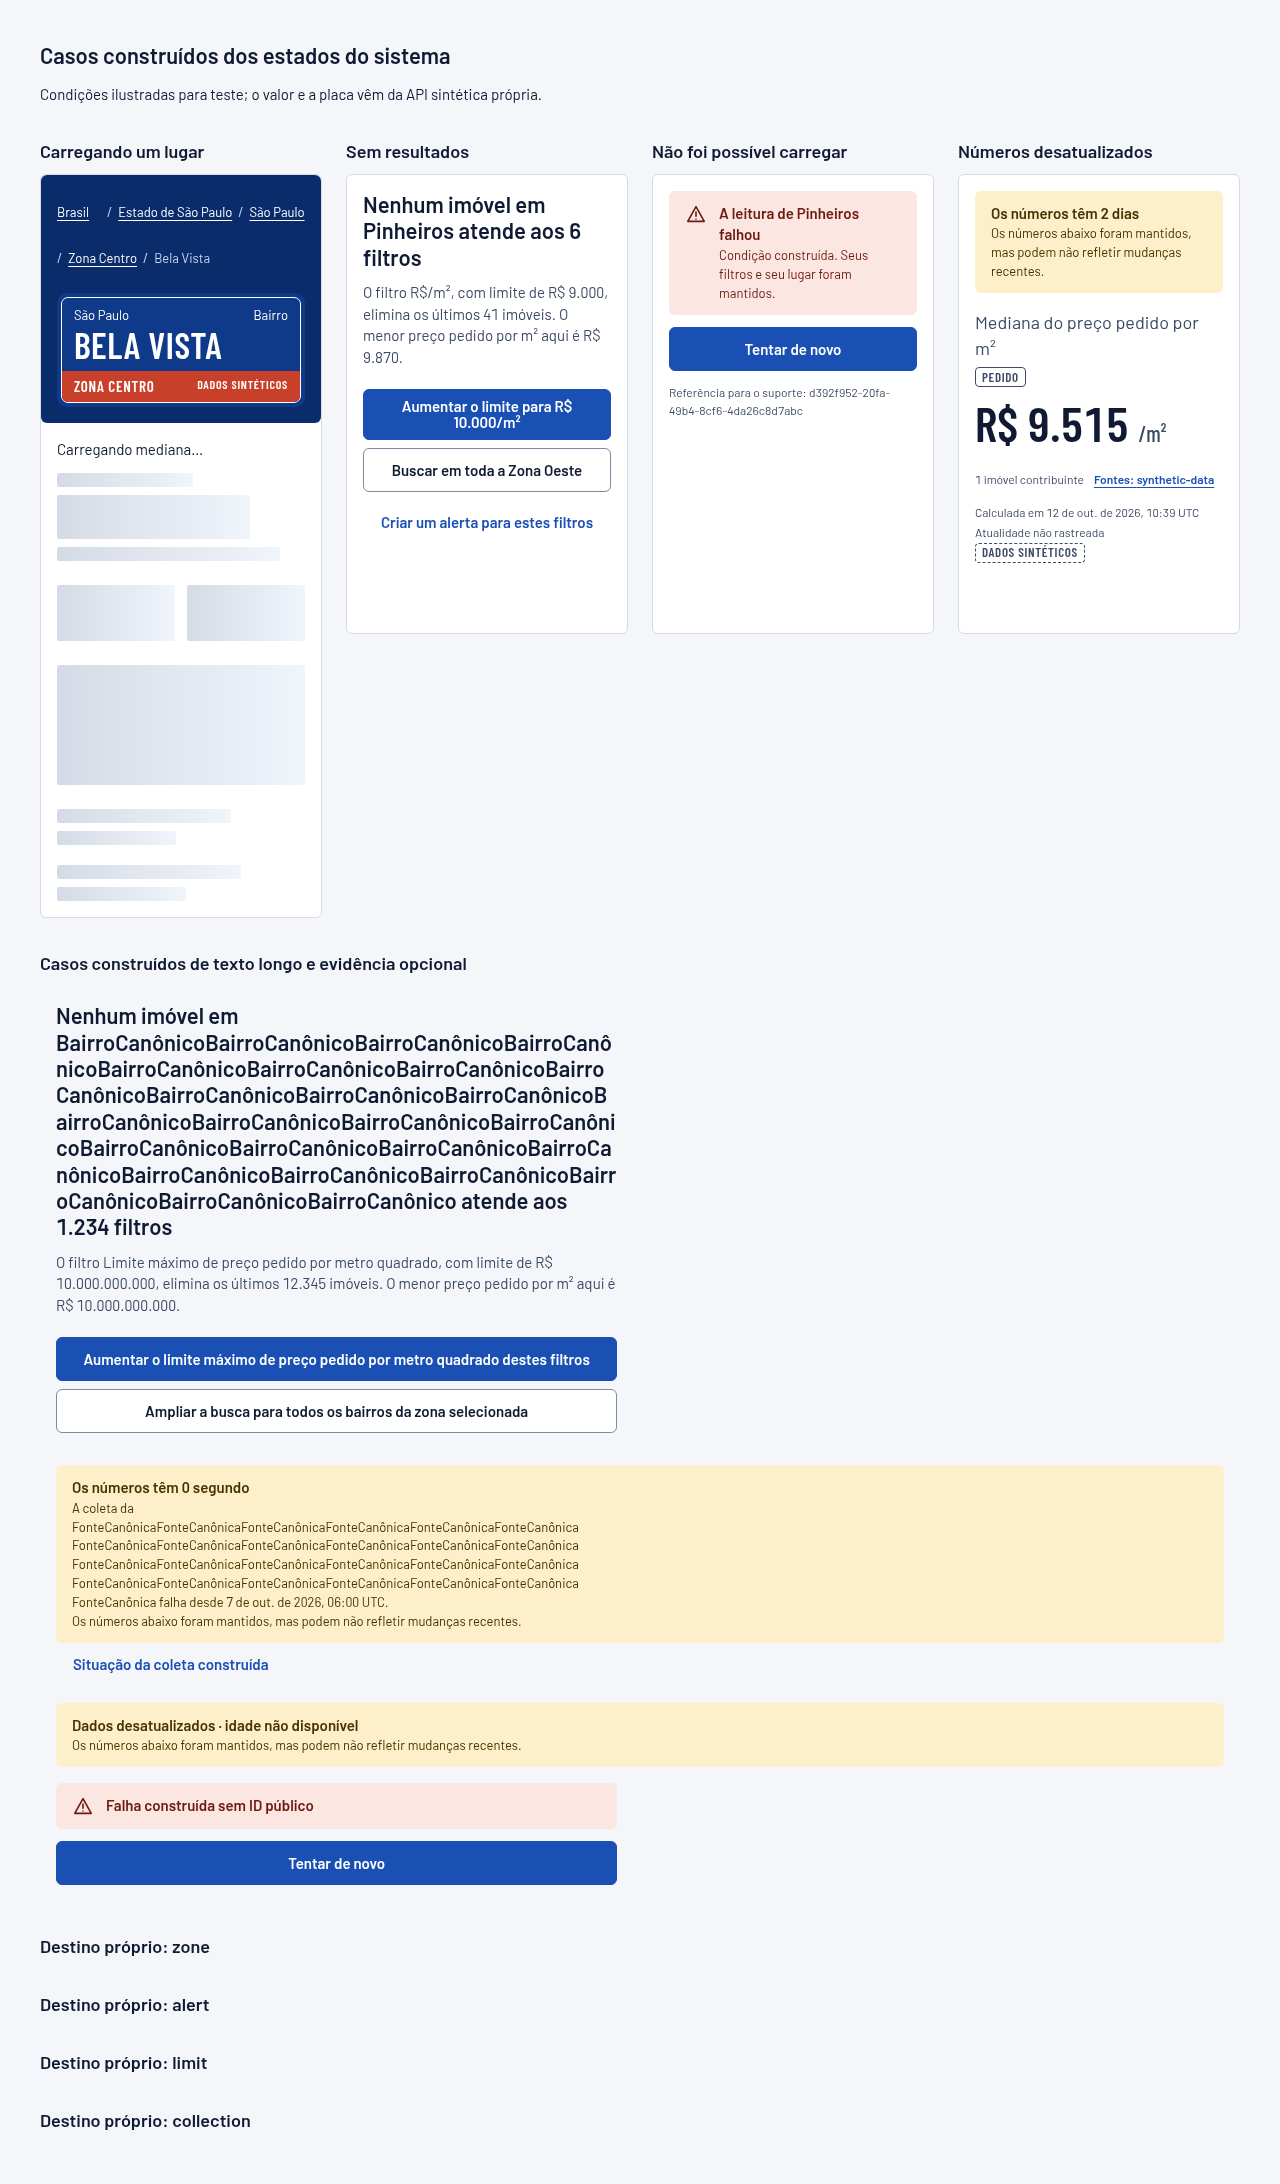 Casos construídos dos estados do sistema
Condições ilustradas para teste; o valor e a placa vêm da API sintética própria.
Carregando um lugar
Brasil / Estado de São Paulo / São Paulo
/ Zona Centro / Bela Vista
São Paulo Bairro
BELA VISTA
ZONA CENTRO DADOS SINTÉTICOS
Carregando mediana...
Sem resultados
Nenhum imóvel em
Pinheiros atende aos 6
filtros
O filtro R$/m², com limite de R$ 9.000,
elimina os últimos 41 imóveis. O
menor preço pedido por m² aqui é R$
9.870.
Aumentar o limite para R$
10.000/m²
Buscar em toda a Zona Oeste
Criar um alerta para estes filtros
Não foi possível carregar
A leitura de Pinheiros
falhou
Condição construída. Seus
filtros e seu lugar foram
mantidos.
Tentar de novo
Referência para o suporte: d392f952-20fa-
49b4-8cf6-4da26c8d7abc
Números desatualizados
Os números têm 2 dias
Os números abaixo foram mantidos,
mas podem não refletir mudanças
recentes.
Mediana do preço pedido por
m²
PEDIDO
R$ 9.515 /m²
1 imóvel contribuinte Fontes: synthetic-data
Calculada em 12 de out. de 2026, 10:39 UTC
Atualidade não rastreada
DADOS SINTÉTICOS
Casos construídos de texto longo e evidência opcional
Nenhum imóvel em
BairroCanônicoBairroCanônicoBairroCanônicoBairroCanô
nicoBairroCanônicoBairroCanônicoBairroCanônicoBairro
CanônicoBairroCanônicoBairroCanônicoBairroCanônicoB
airroCanônicoBairroCanônicoBairroCanônicoBairroCanôni
coBairroCanônicoBairroCanônicoBairroCanônicoBairroCa
nônicoBairroCanônicoBairroCanônicoBairroCanônicoBairr
oCanônicoBairroCanônicoBairroCanônico atende aos
1.234 filtros
O filtro Limite máximo de preço pedido por metro quadrado, com limite de R$
10.000.000.000, elimina os últimos 12.345 imóveis. O menor preço pedido por m² aqui é
R$ 10.000.000.000.
Aumentar o limite máximo de preço pedido por metro quadrado destes filtros
Ampliar a busca para todos os bairros da zona selecionada
Os números têm 0 segundo
A coleta da
FonteCanônicaFonteCanônicaFonteCanônicaFonteCanônicaFonteCanônicaFonteCanônica
FonteCanônicaFonteCanônicaFonteCanônicaFonteCanônicaFonteCanônicaFonteCanônica
FonteCanônicaFonteCanônicaFonteCanônicaFonteCanônicaFonteCanônicaFonteCanônica
FonteCanônicaFonteCanônicaFonteCanônicaFonteCanônicaFonteCanônicaFonteCanônica
FonteCanônica falha desde 7 de out. de 2026, 06:00 UTC.
Os números abaixo foram mantidos, mas podem não refletir mudanças recentes.
Situação da coleta construída
Dados desatualizados · idade não disponível
Os números abaixo foram mantidos, mas podem não refletir mudanças recentes.
Falha construída sem ID público
Tentar de novo
Destino próprio: zone
Destino próprio: alert
Destino próprio: limit
Destino próprio: collection